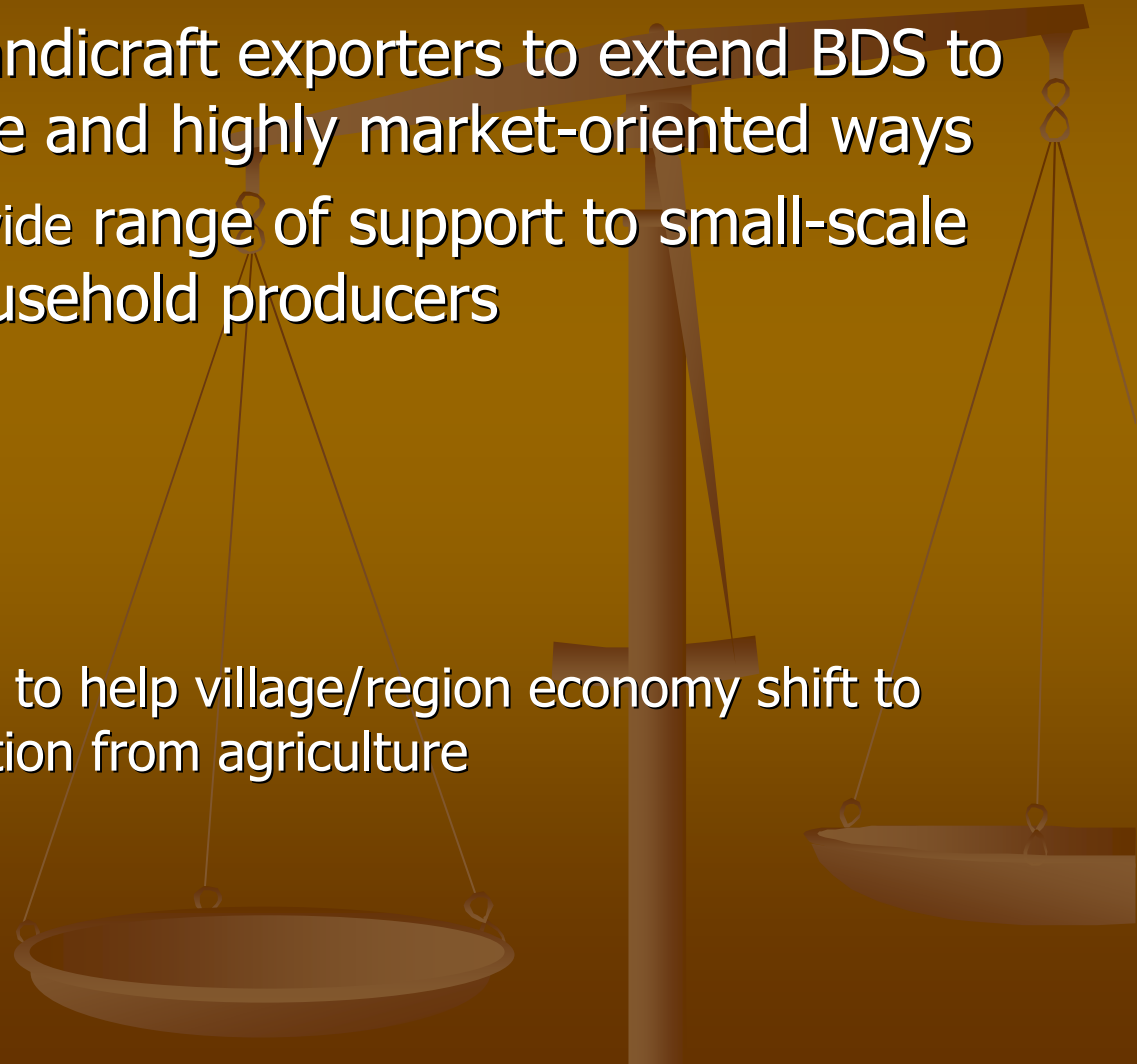 andicraft exporters to extend BDS to
e and highly market-oriented ways
ide range of support to small-scale
usehold producers
to help village/region economy shift to
tion from agriculture